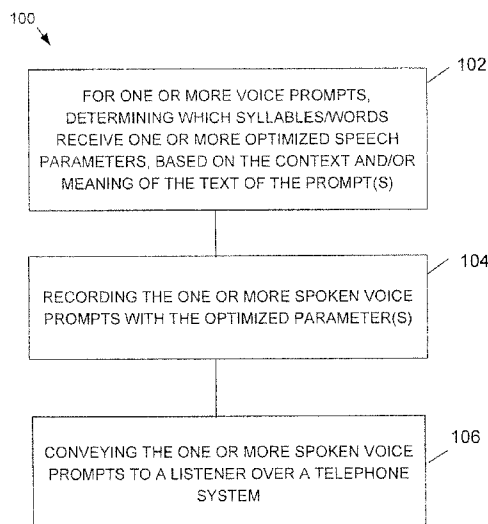 100
102
FOR ONE OR MORE VOICE PROMPTS,
DETERMINING WHICH SYLLABLES/WORDS
RECEIVE ONE OR MORE OPTIMIZED SPEECH
PARAMETERS, BASED ON THE CONTEXT AND/OR
MEANING OF THE TEXT OF THE PROMPT(S)
104
RECORDING THE ONE OR MORE SPOKEN VOICE
PROMPTS WITH THE OPTIMIZED PARAMETER(S)
106
CONVEYING THE ONE OR MORE SPOKEN VOICE
PROMPTS TO A LISTENER OVER A TELEPHONE
SYSTEM